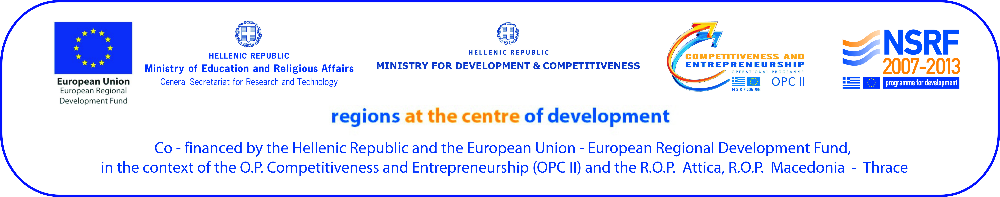 European Union
European Regional
Development Fund
HELLENIC REPUBLIC
Ministry of Education and Religious Affairs
General Secretariat for Research and Technology
HELLENIC REPUBLIC
MINISTRY FOR DEVELOPMENT & COMPETITIVENESS
COMPETITIVENESS AND
ENTREPRENEURSHIP
OPERATIONAL PROGRAMME
OPC II
NSRF 2007-2013
NSRF
2007-2013
programme for development
regions at the centre of development
Co - financed by the Hellenic Republic and the European Union - European Regional Development Fund,
in the context of the O.P. Competitiveness and Entrepreneurship (OPC II) and the R.O.P. Attica, R.O.P. Macedonia - Thrace